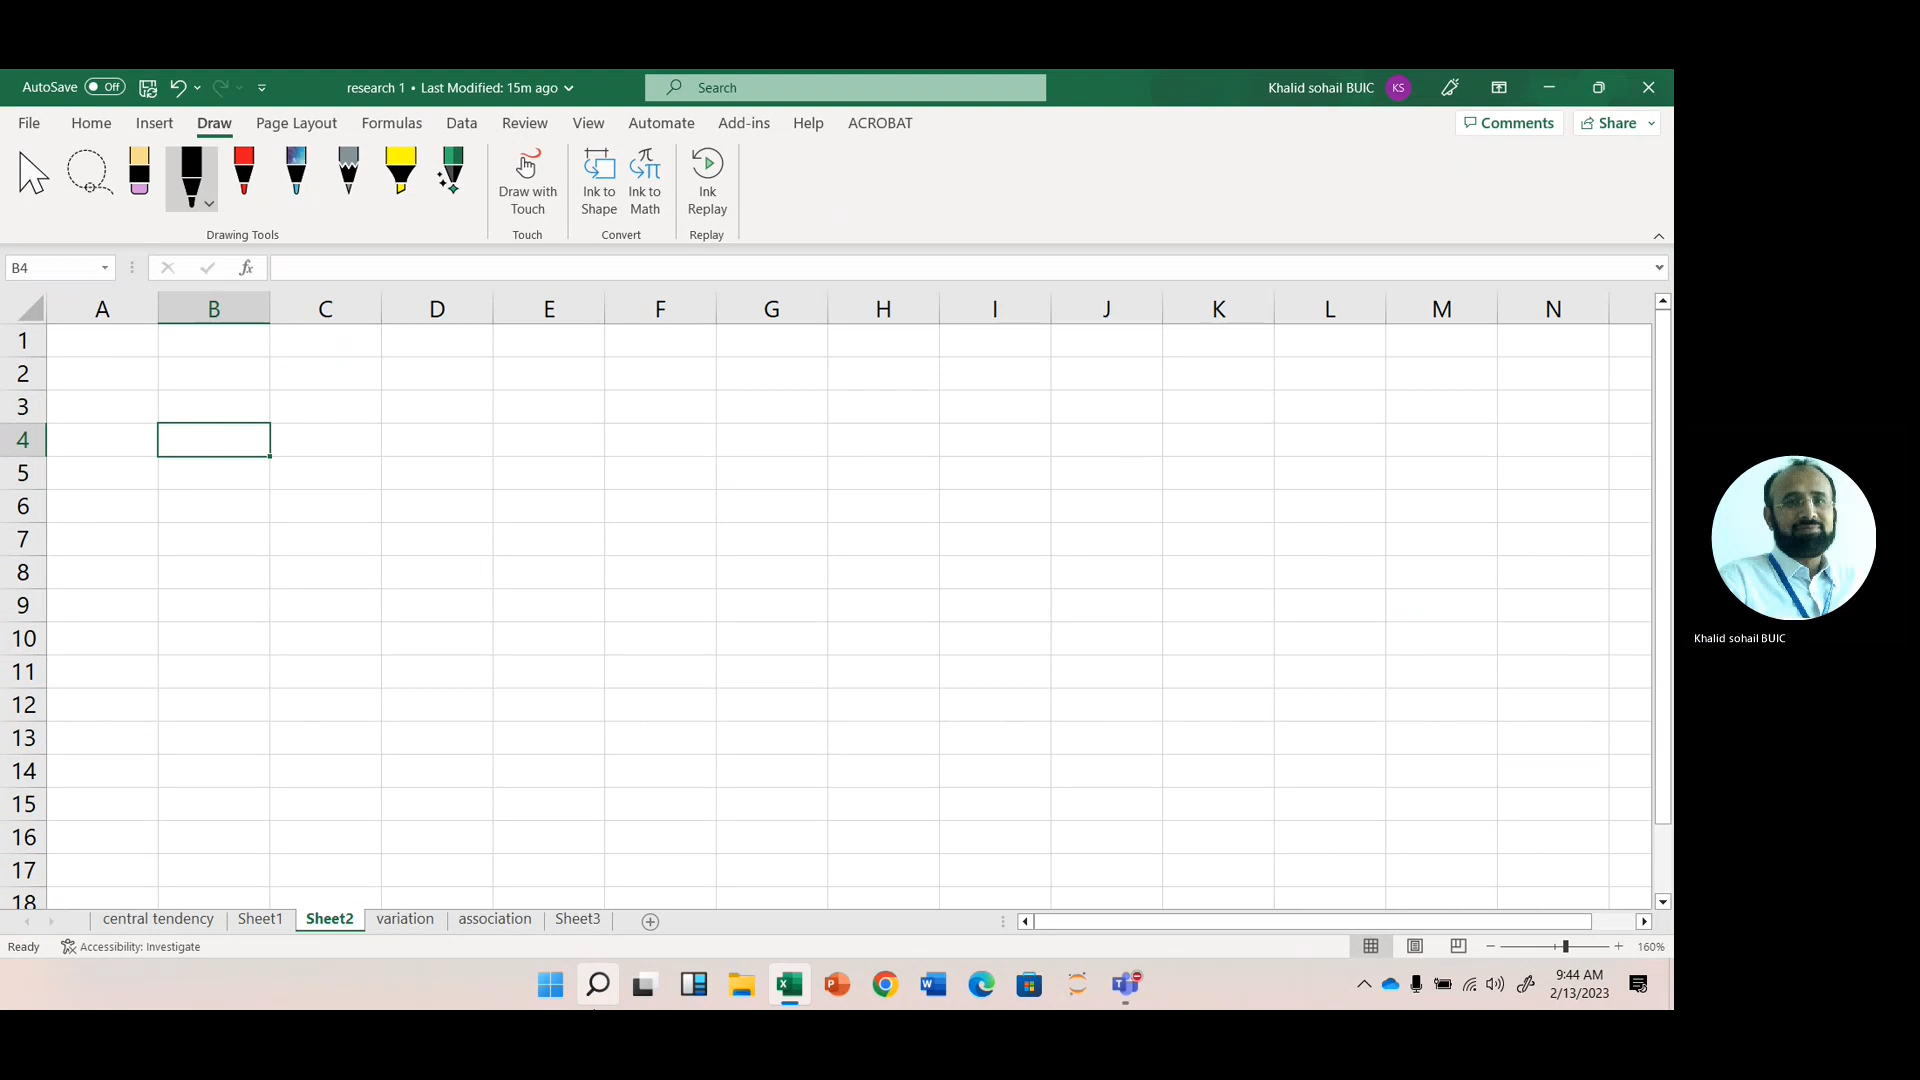 AutoSave Off research 1 • Last Modified: 15m ago Search Khalid sohail BUIC KS
File Home Insert Draw Page Layout Formulas Data Review View Automate Add-ins Help ACROBAT Comments Share
Draw with Touch
Ink to Shape
Ink to Math
Ink Replay
Drawing Tools Touch Convert Replay
B4 fx
A B C D E F G H I J K L M N
1
2
3
4
5
6
7
8
9
10
11
12
13
14
15
16
17
18
Khalid sohail BUIC
central tendency Sheet1 Sheet2 variation association Sheet3
Ready Accessibility: Investigate 160%
9:44 AM
2/13/2023